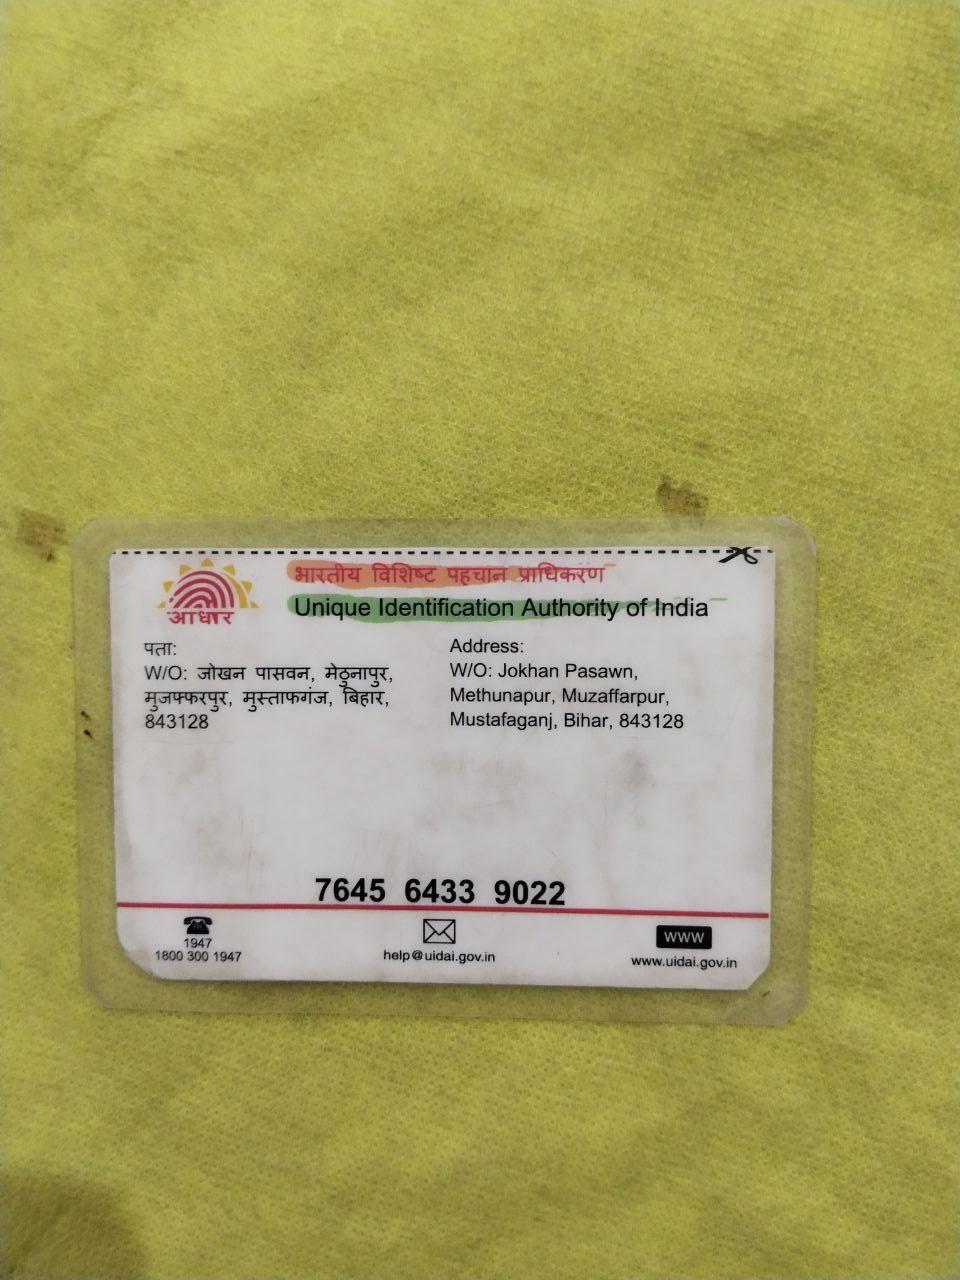 भारतीय विशिष्ट पहचान प्राधिकरण
Unique Identification Authority of India
आधार
पता:
W/O: जोखन पासवन, मेठुनापुर,
मुजफ्फरपुर, मुस्ताफगंज, बिहार,
843128
Address:
W/O: Jokhan Pasawn,
Methunapur, Muzaffarpur,
Mustafaganj, Bihar, 843128
7645 6433 9022
1947
1800 300 1947
help@uidai.gov.in
WWW
www.uidai.gov.in